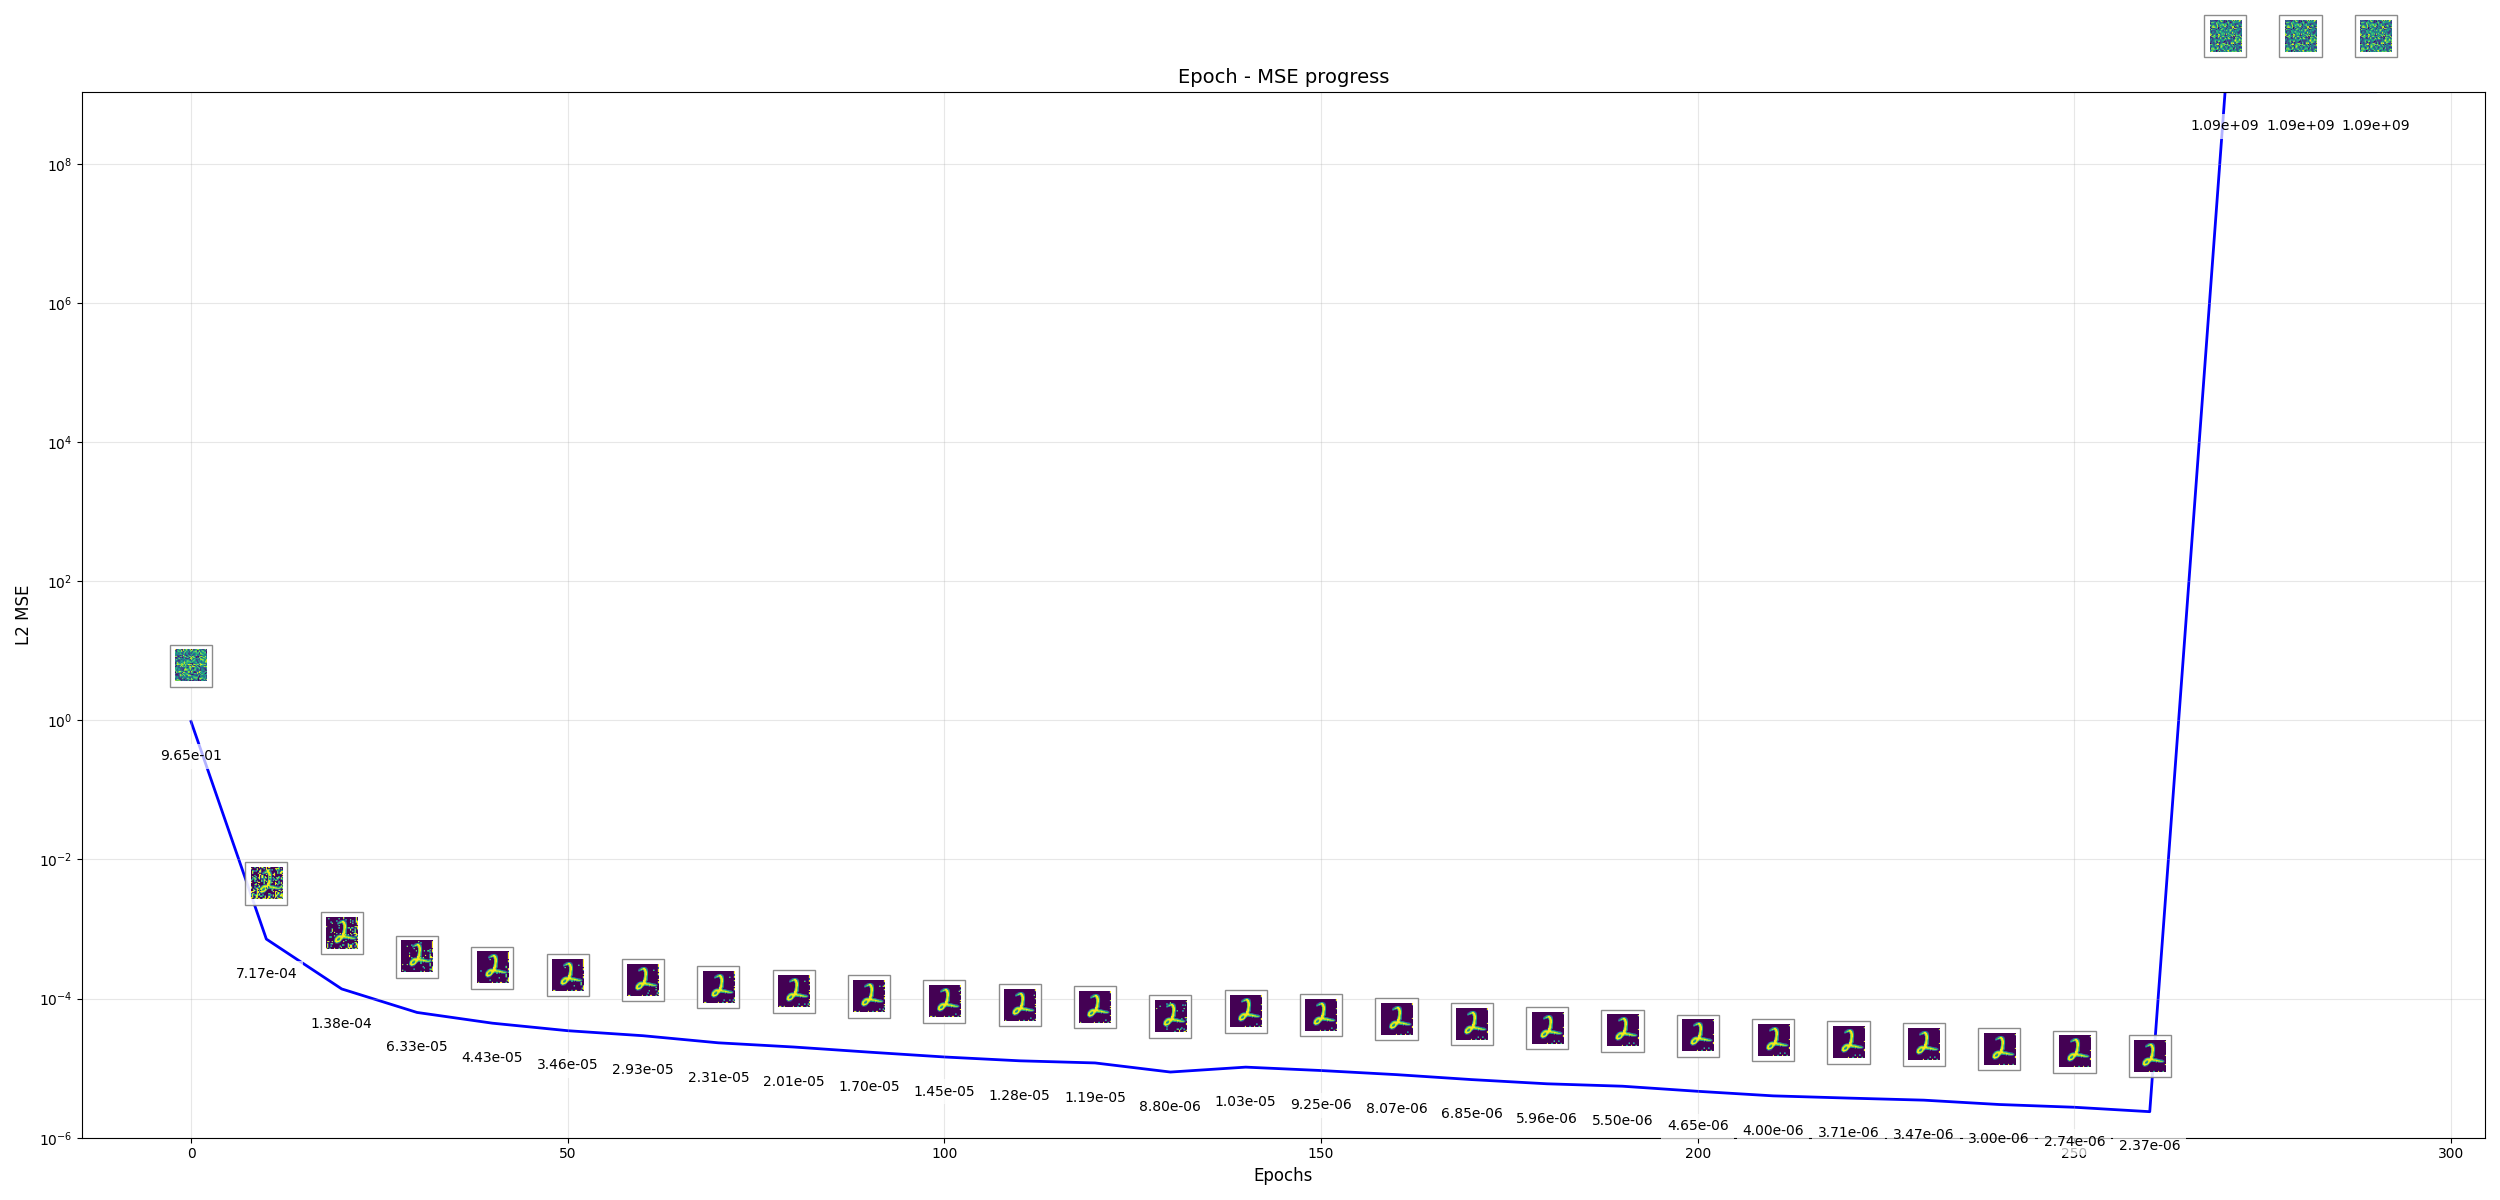 Epoch - MSE progress
1.09e+09 1.09e+09 1.09e+09
10^8
10^6
10^4
10^2
10^0
10^-2
10^-4
10^-6
L2 MSE
9.65e-01
7.17e-04
1.38e-04
6.33e-05
4.43e-05
3.46e-05
2.93e-05
2.31e-05
2.01e-05
1.70e-05
1.45e-05
1.28e-05
1.19e-05
8.80e-06
1.03e-05
9.25e-06
8.07e-06
6.85e-06
5.96e-06
5.50e-06
4.65e-06
4.00e-06
3.71e-06
3.47e-06
3.00e-06
2.74e-06
2.37e-06
0 50 100 150 200 250 300
Epochs